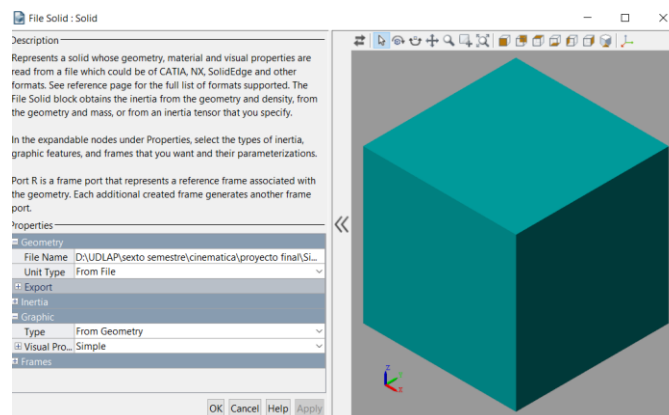 File Solid : Solid
Description
Represents a solid whose geometry, material and visual properties are
read from a file which could be of CATIA, NX, SolidEdge and other
formats. See reference page for the full list of formats supported. The
File Solid block obtains the inertia from the geometry and density, from
the geometry and mass, or from an inertia tensor that you specify.
In the expandable nodes under Properties, select the types of inertia,
graphic features, and frames that you want and their parameterizations.
Port R is a frame port that represents a reference frame associated with
the geometry. Each additional created frame generates another frame
port.
Properties
Geometry
File Name D:\UDLAP\sexto semestre\cinematica\proyecto final\Si...
Unit Type From File
Export
Inertia
Graphic
Type From Geometry
Visual Pro... Simple
Frames
OK Cancel Help Apply
z
y
x